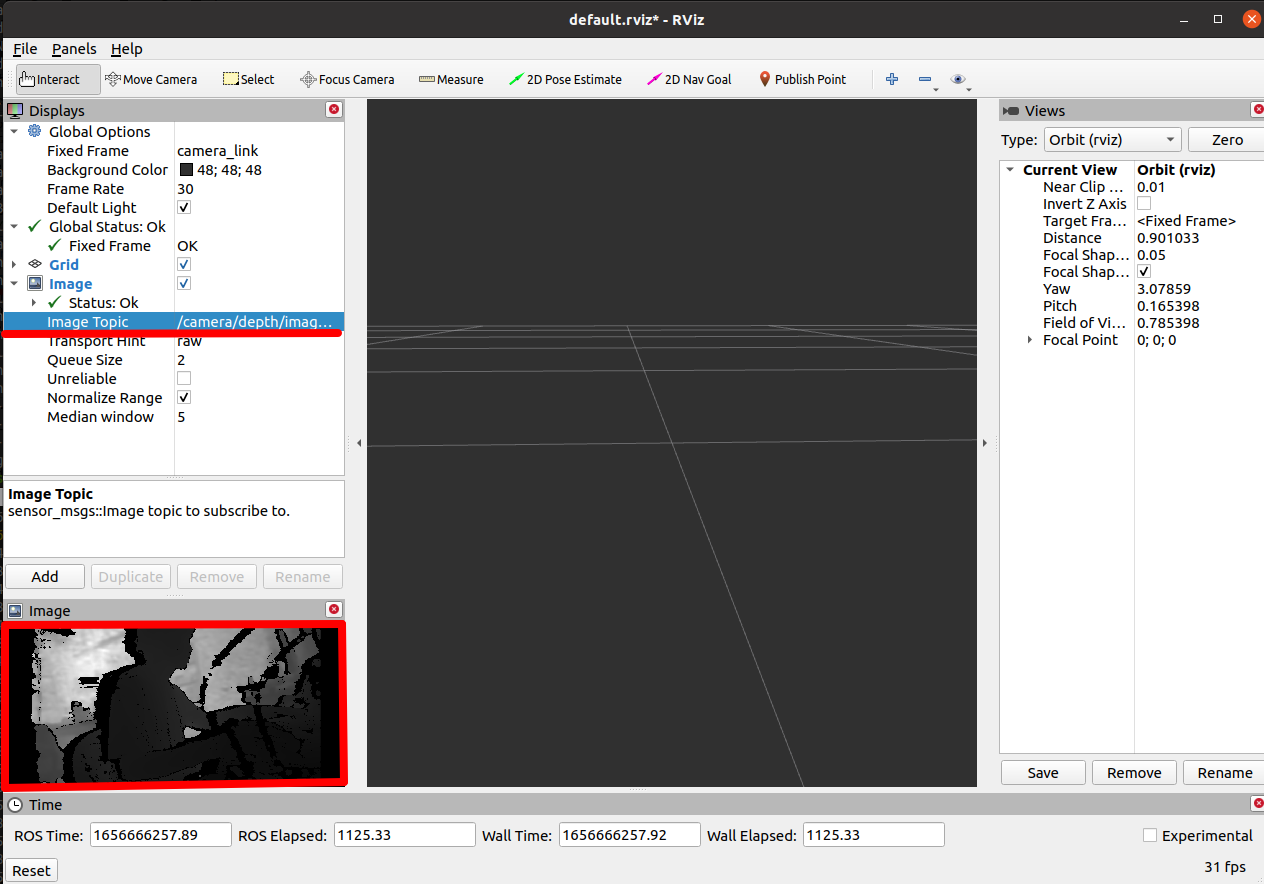 default.rviz* - RViz
File Panels Help
Interact Move Camera Select Focus Camera Measure 2D Pose Estimate 2D Nav Goal Publish Point
Displays
Global Options
Fixed Frame camera_link
Background Color 48; 48; 48
Frame Rate 30
Default Light
Global Status: Ok
Fixed Frame OK
Grid
Image
Status: Ok
Image Topic /camera/depth/imag...
Transport Hint raw
Queue Size 2
Unreliable
Normalize Range
Median window 5
Image Topic
sensor_msgs::Image topic to subscribe to.
Add Duplicate Remove Rename
Image
Views
Type: Orbit (rviz) Zero
Current View Orbit (rviz)
Near Clip ... 0.01
Invert Z Axis
Target Fra... <Fixed Frame>
Distance 0.901033
Focal Shap... 0.05
Focal Shap...
Yaw 3.07859
Pitch 0.165398
Field of Vi... 0.785398
Focal Point 0; 0; 0
Save Remove Rename
Time
ROS Time: 1656666257.89 ROS Elapsed: 1125.33 Wall Time: 1656666257.92 Wall Elapsed: 1125.33 Experimental
Reset 31 fps